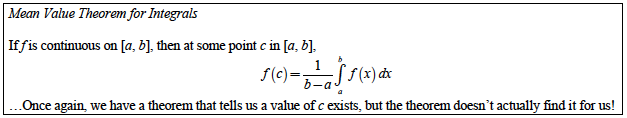 Mean Value Theorem for Integrals
If f is continuous on [a, b], then at some point c in [a, b],
f(c) = \frac{1}{b-a} \int_{a}^{b} f(x) dx
…Once again, we have a theorem that tells us a value of c exists, but the theorem doesn’t actually find it for us!